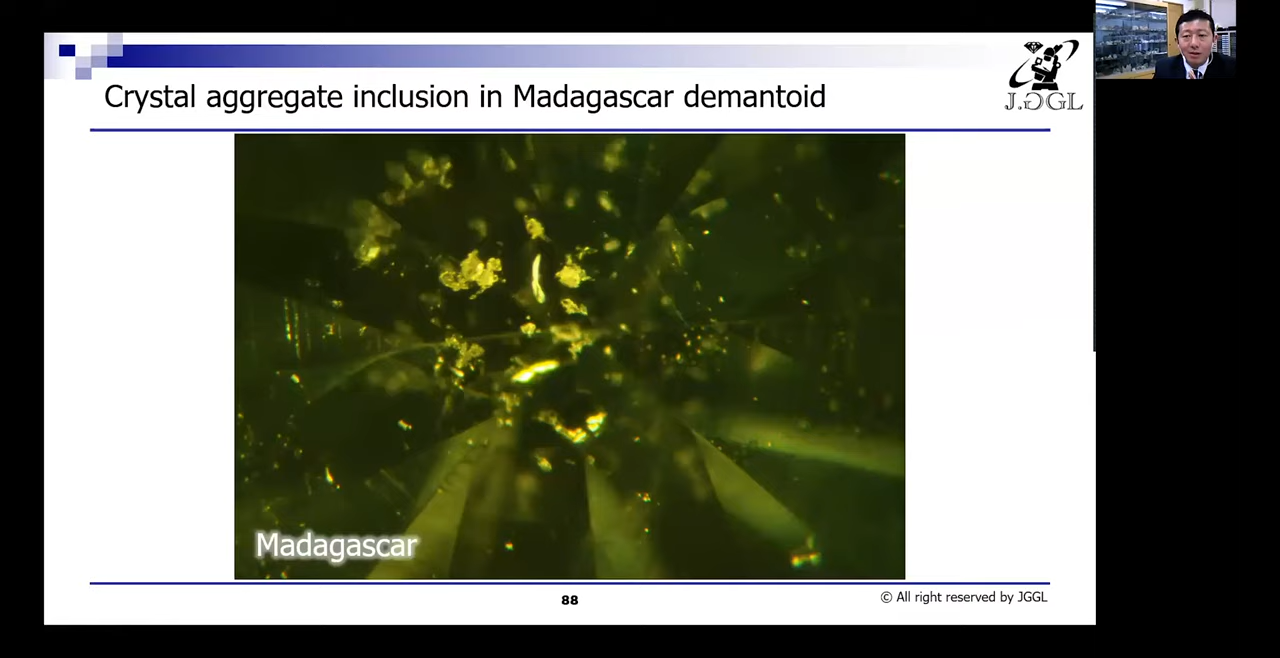 Crystal aggregate inclusion in Madagascar demantoid
J.GGL
Madagascar
88
© All right reserved by JGGL